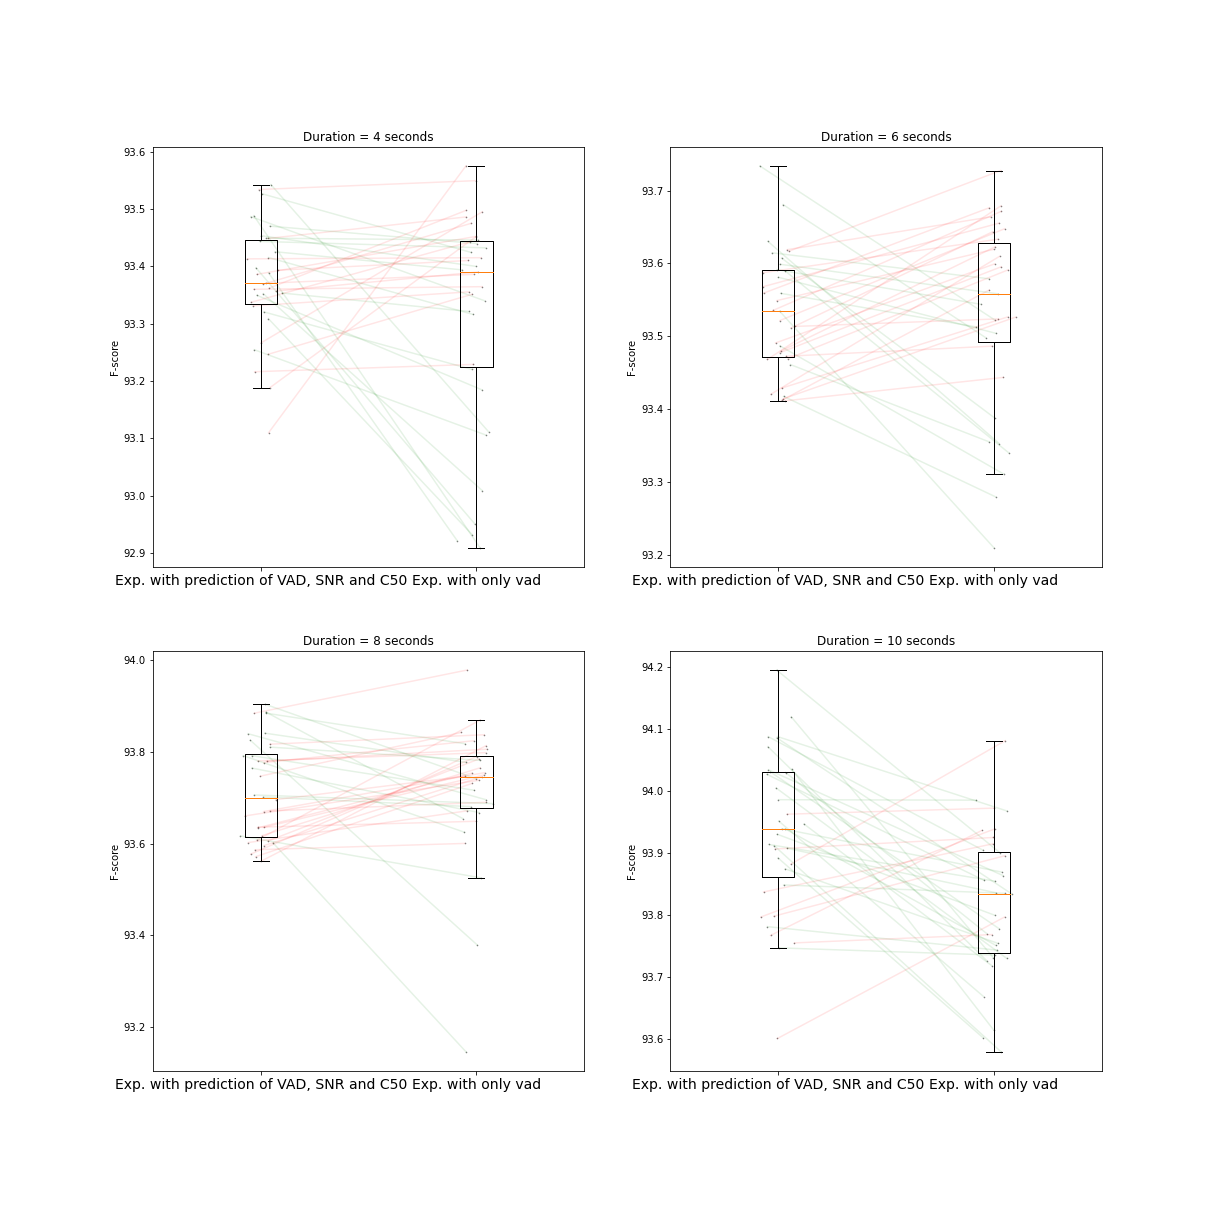 Duration = 4 seconds
93.6
93.5
93.4
93.3
93.2
93.1
93.0
92.9
F-score
Exp. with prediction of VAD, SNR and C50 Exp. with only vad
Duration = 6 seconds
93.7
93.6
93.5
93.4
93.3
93.2
F-score
Exp. with prediction of VAD, SNR and C50 Exp. with only vad
Duration = 8 seconds
94.0
93.8
93.6
93.4
93.2
F-score
Exp. with prediction of VAD, SNR and C50 Exp. with only vad
Duration = 10 seconds
94.2
94.1
94.0
93.9
93.8
93.7
93.6
F-score
Exp. with prediction of VAD, SNR and C50 Exp. with only vad